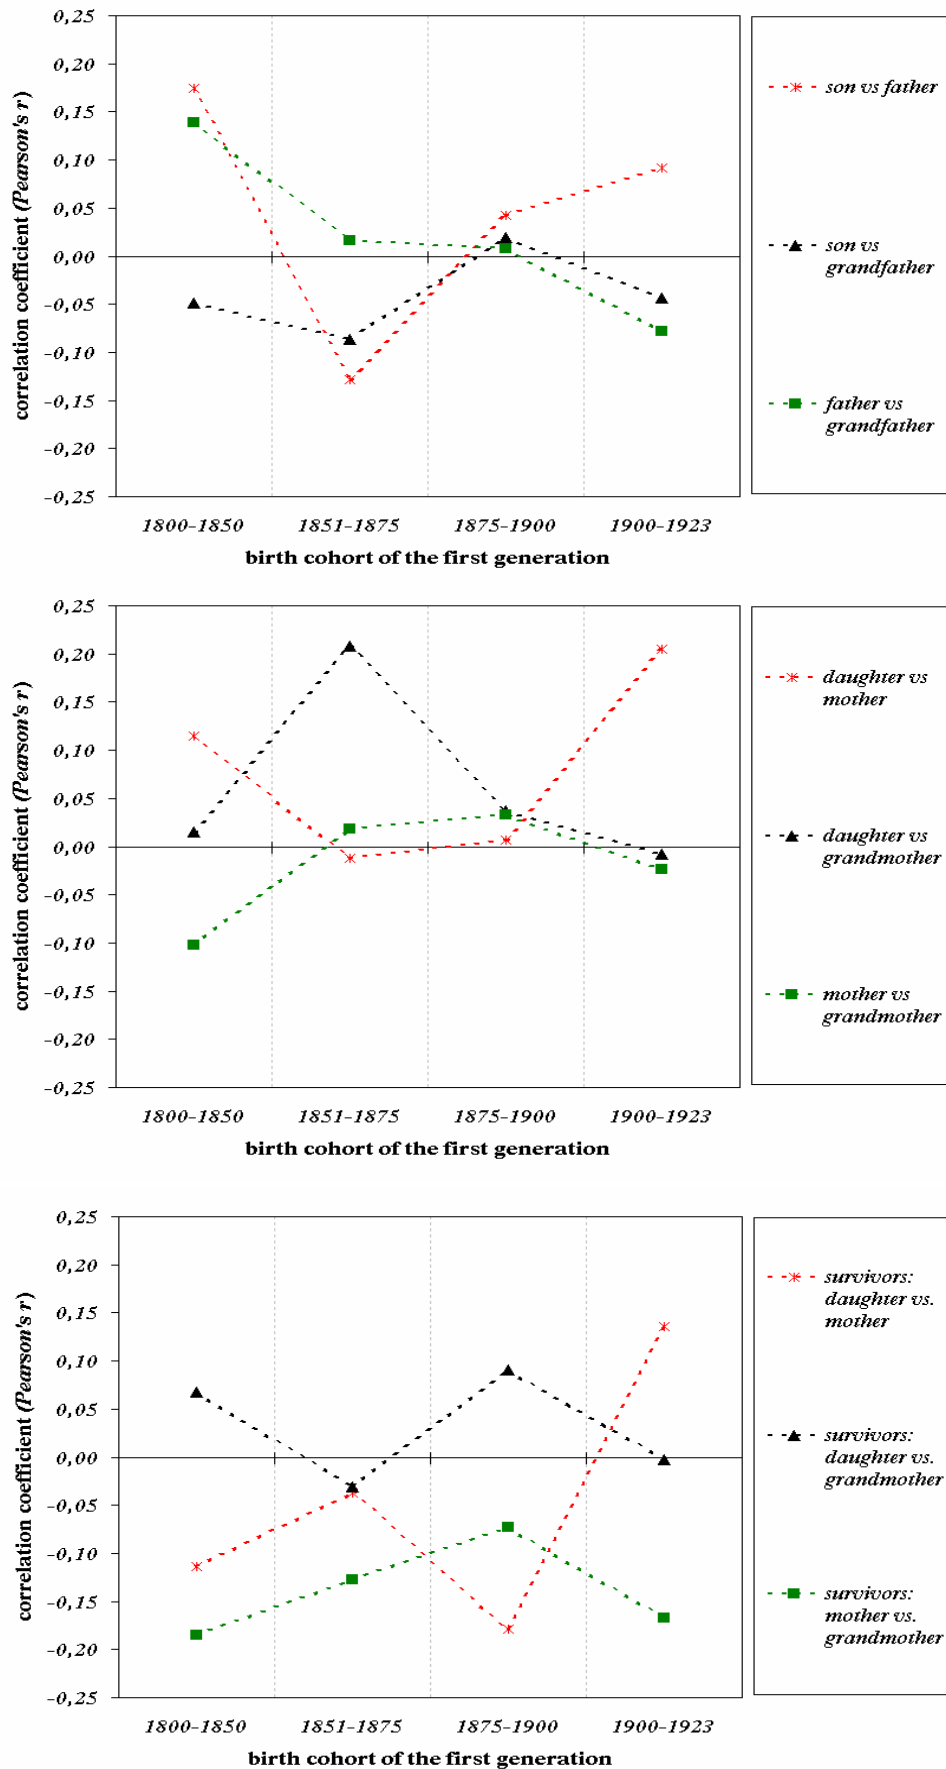 0,25
0,20
0,15
0,10
0,05
0,00
-0,05
-0,10
-0,15
-0,20
-0,25
correlation coefficient (Pearson's r)
1800-1850 1851-1875 1875-1900 1900-1923
birth cohort of the first generation
son vs father
son vs
grandfather
father vs
grandfather
0,25
0,20
0,15
0,10
0,05
0,00
-0,05
-0,10
-0,15
-0,20
-0,25
correlation coefficient (Pearson's r)
1800-1850 1851-1875 1875-1900 1900-1923
birth cohort of the first generation
daughter vs
mother
daughter vs
grandmother
mother vs
grandmother
0,25
0,20
0,15
0,10
0,05
0,00
-0,05
-0,10
-0,15
-0,20
-0,25
correlation coefficient (Pearson's r)
1800-1850 1851-1875 1875-1900 1900-1923
birth cohort of the first generation
survivors:
daughter vs.
mother
survivors:
daughter vs.
grandmother
survivors:
mother vs.
grandmother